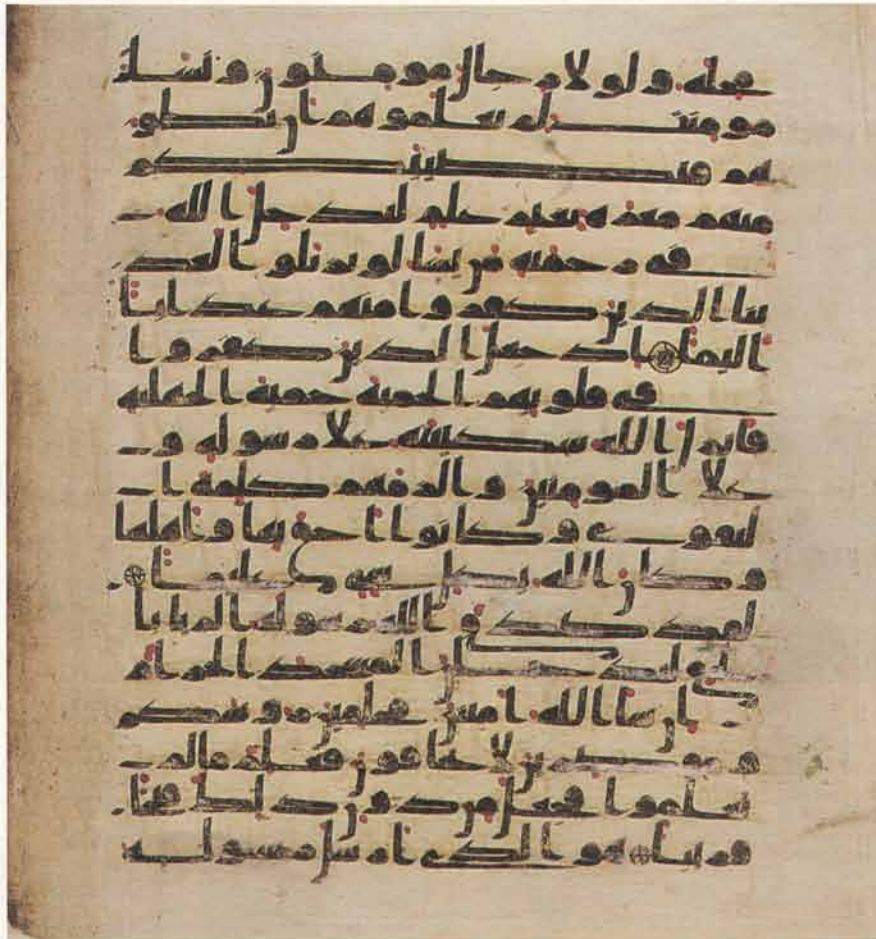 محله ولولا رجال مومنون ونسا
مومنت لم تعلموهم ان تطو
هم فتصيبكم
منهم معرة بغير علم ليدخل الله
في رحمته من يشا لو تزيلوا لعذ
بنا الذين كفروا منهم عذابا
اليما اذ جعل الذين كفروا
في قلوبهم الحمية حمية الجهلية
فانزل الله سكينته على رسوله و
على المومنين والزمهم كلمة ا
لتقوى وكانوا احق بها واهلها
وكان الله بكل شي عليما
لقد صدق الله رسوله الريا با
لحق لتدخلن المسجد الحرام
ان شا الله امنين محلقين روسكم
ومقصرين لا تخافون فعلم ما لم
تعلموا فجعل من دون ذلك فتحا
قريبا هو الذي ارسل رسوله